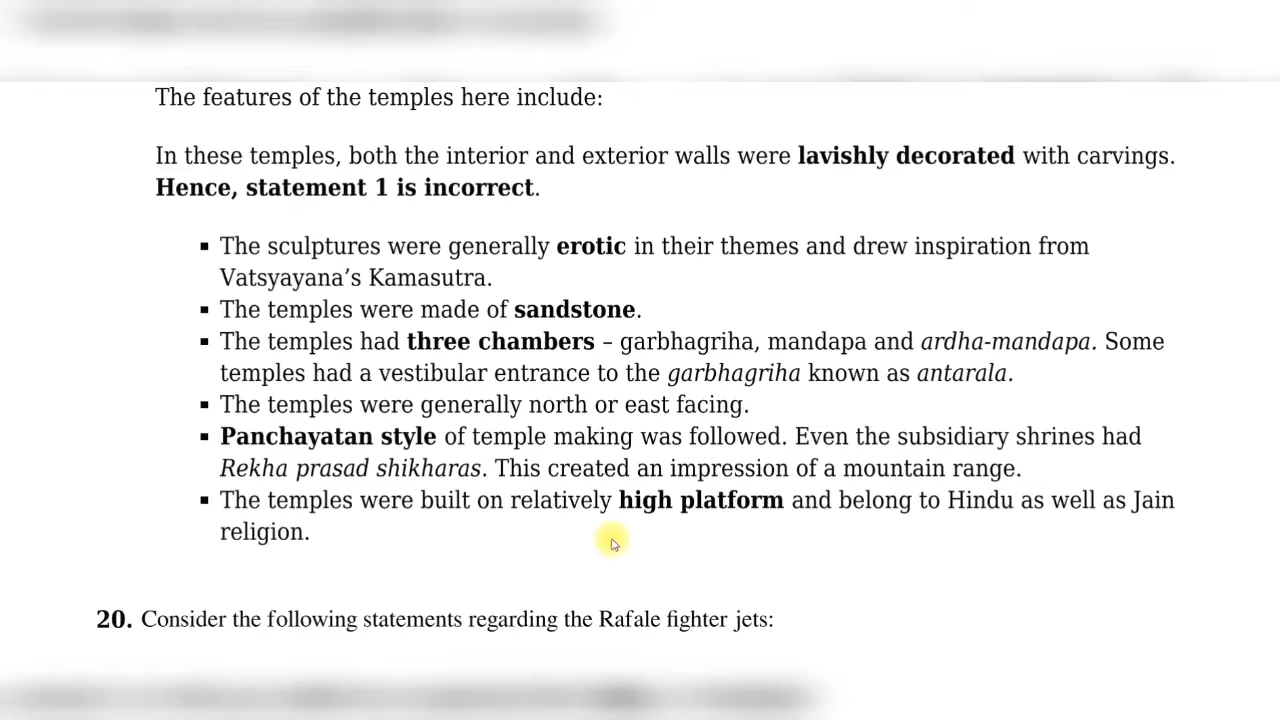 The features of the temples here include:
In these temples, both the interior and exterior walls were lavishly decorated with carvings.
Hence, statement 1 is incorrect.
▪ The sculptures were generally erotic in their themes and drew inspiration from
Vatsyayana’s Kamasutra.
▪ The temples were made of sandstone.
▪ The temples had three chambers – garbhagriha, mandapa and ardha-mandapa. Some
temples had a vestibular entrance to the garbhagriha known as antarala.
▪ The temples were generally north or east facing.
▪ Panchayatan style of temple making was followed. Even the subsidiary shrines had
Rekha prasad shikharas. This created an impression of a mountain range.
▪ The temples were built on relatively high platform and belong to Hindu as well as Jain
religion.
20. Consider the following statements regarding the Rafale fighter jets: